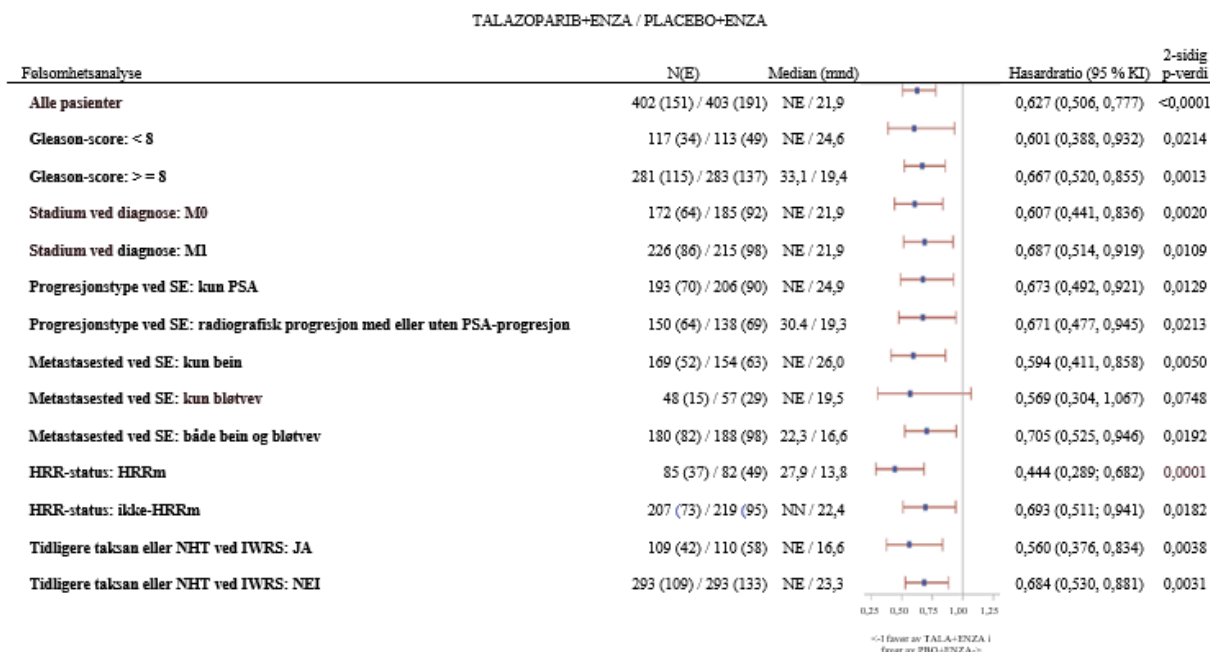 TALAZOPARIB+ENZA / PLACEBO+ENZA
Følsomhetsanalyse N(E) Median (mnd) Hasardratio (95 % KI) 2-sidig p-verdi
Alle pasienter 402 (151) / 403 (191) NE / 21,9 0,627 (0,506, 0,777) <0,0001
Gleason-score: < 8 117 (34) / 113 (49) NE / 24,6 0,601 (0,388, 0,932) 0,0214
Gleason-score: > = 8 281 (115) / 283 (137) 33,1 / 19,4 0,667 (0,520, 0,855) 0,0013
Stadium ved diagnose: M0 172 (64) / 185 (92) NE / 21,9 0,607 (0,441, 0,836) 0,0020
Stadium ved diagnose: M1 226 (86) / 215 (98) NE / 21,9 0,687 (0,514, 0,919) 0,0109
Progresjonstype ved SE: kun PSA 193 (70) / 206 (90) NE / 24,9 0,673 (0,492, 0,921) 0,0129
Progresjonstype ved SE: radiografisk progresjon med eller uten PSA-progresjon 150 (64) / 138 (69) 30.4 / 19,3 0,671 (0,477, 0,945) 0,0213
Metastasested ved SE: kun bein 169 (52) / 154 (63) NE / 26,0 0,594 (0,411, 0,858) 0,0050
Metastasested ved SE: kun bløtvev 48 (15) / 57 (29) NE / 19,5 0,569 (0,304, 1,067) 0,0748
Metastasested ved SE: både bein og bløtvev 180 (82) / 188 (98) 22,3 / 16,6 0,705 (0,525, 0,946) 0,0192
HRR-status: HRRm 85 (37) / 82 (49) 27,9 / 13,8 0,444 (0,289; 0,682) 0,0001
HRR-status: ikke-HRRm 207 (73) / 219 (95) NN / 22,4 0,693 (0,511; 0,941) 0,0182
Tidligere taksan eller NHT ved IWRS: JA 109 (42) / 110 (58) NE / 16,6 0,560 (0,376, 0,834) 0,0038
Tidligere taksan eller NHT ved IWRS: NEI 293 (109) / 293 (133) NE / 23,3 0,684 (0,530, 0,881) 0,0031
0,25 0,50 0,75 1,00 1,25
<-I favør av TALA+ENZA i
favør av PBO+ENZA->